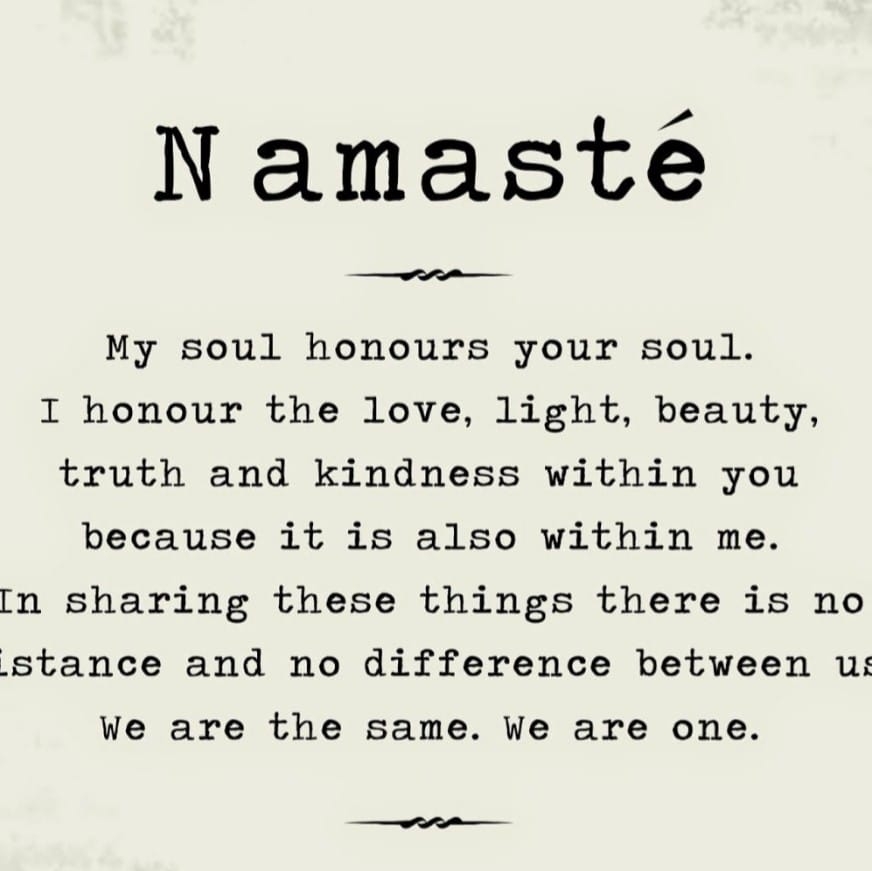 Namasté
My soul honours your soul.
I honour the love, light, beauty,
truth and kindness within you
because it is also within me.
In sharing these things there is no
istance and no difference between us
We are the same. We are one.